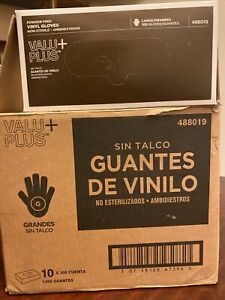 VALU+
PLUS
POWDER-FREE
VINYL GLOVES
NON-STERILE • AMBIDEXTROUS
SIN TALCO
GUANTES DE VINILO
LARGE/GRANDES
100 GLOVES/GUANTES
488019
VALU+
PLUS
488019
SIN TALCO
GUANTES
DE VINILO
NO ESTERILIZADOS • AMBIDIESTROS
G
GRANDES
SIN TALCO
10 X 100 CUENTA
1,000 GUANTES